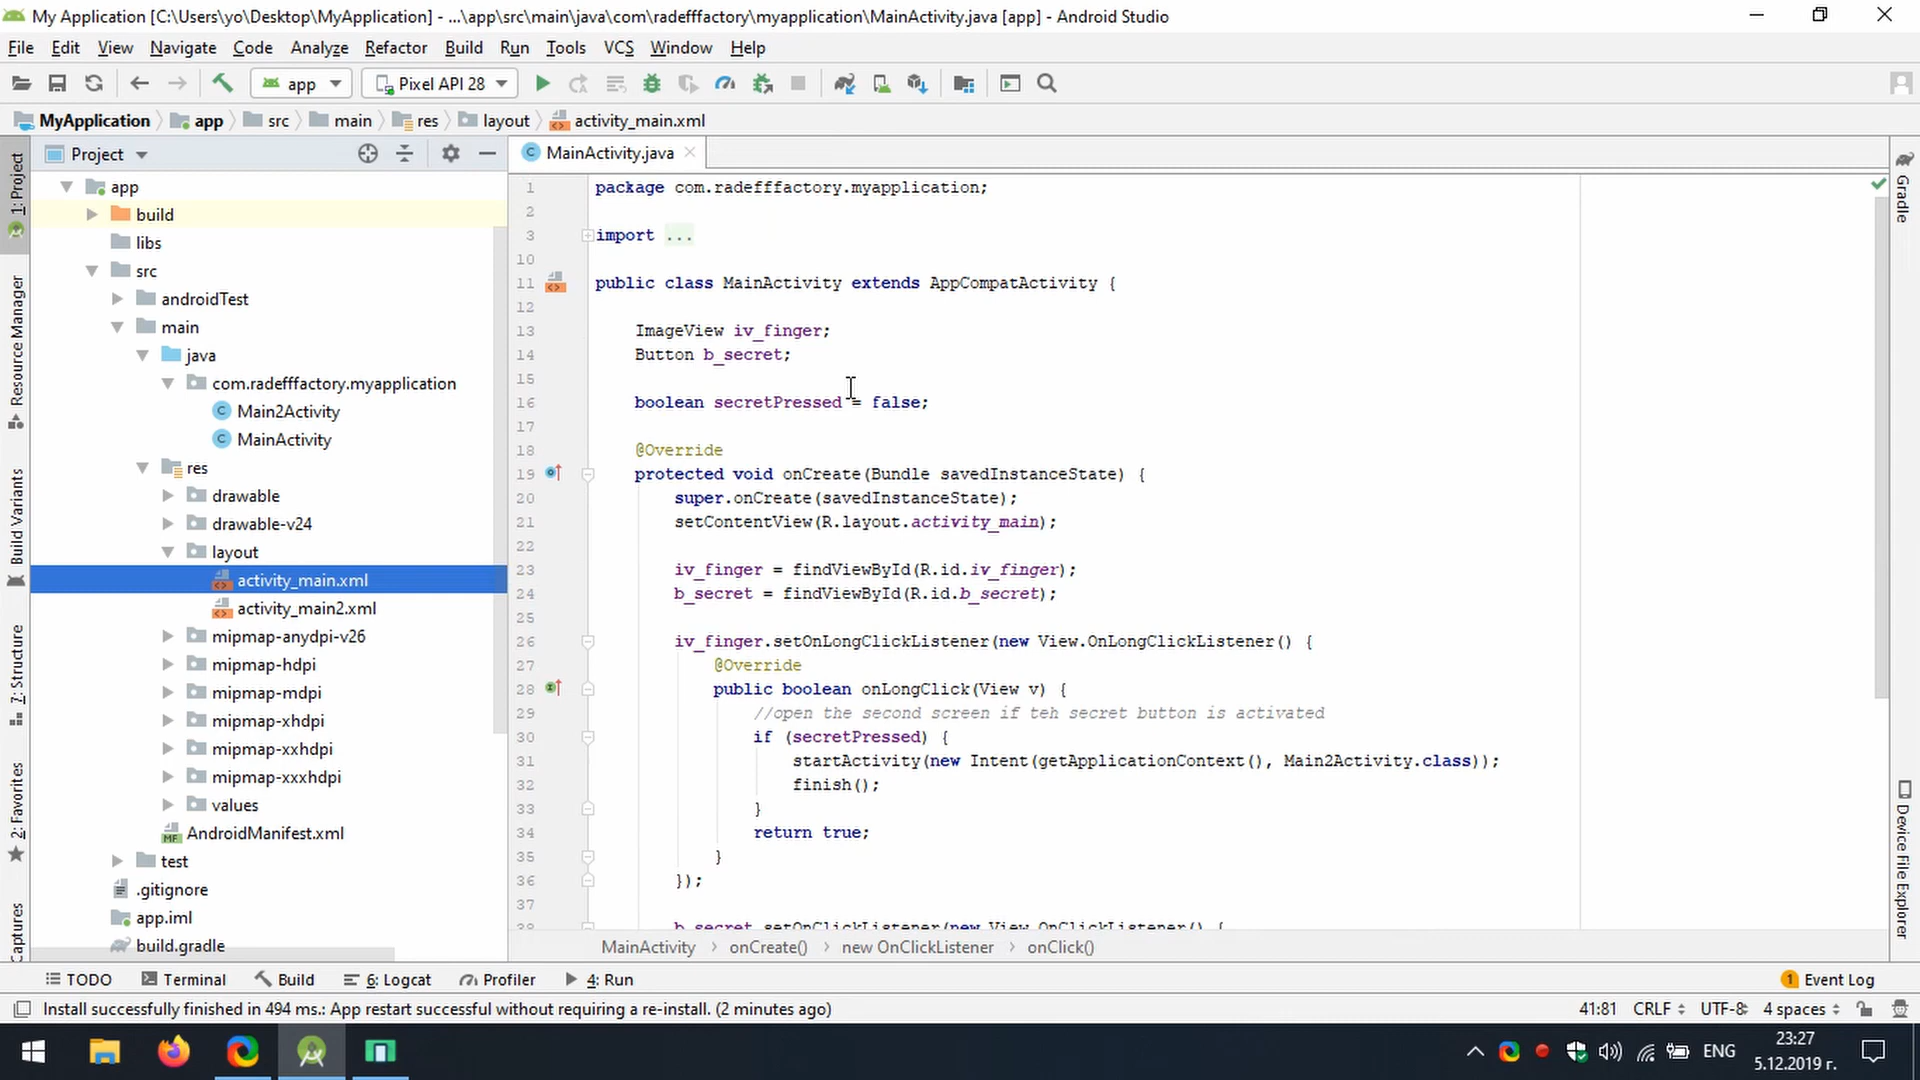 My Application [C:\Users\yo\Desktop\MyApplication] - ...\app\src\main\java\com\radefffactory\myapplication\MainActivity.java [app] - Android Studio
File Edit View Navigate Code Analyze Refactor Build Run Tools VCS Window Help
app Pixel API 28
MyApplication app src main res layout activity_main.xml
Project
MainActivity.java
app
build
libs
src
androidTest
main
java
com.radefffactory.myapplication
Main2Activity
MainActivity
res
drawable
drawable-v24
layout
activity_main.xml
activity_main2.xml
mipmap-anydpi-v26
mipmap-hdpi
mipmap-mdpi
mipmap-xhdpi
mipmap-xxhdpi
mipmap-xxxhdpi
values
AndroidManifest.xml
test
.gitignore
app.iml
build.gradle
1: Project
Resource Manager
Build Variants
7: Structure
2: Favorites
Captures
1 package com.radefffactory.myapplication;
2
3 import ...
10
11 public class MainActivity extends AppCompatActivity {
12
13 ImageView iv_finger;
14 Button b_secret;
15
16 boolean secretPressed = false;
17
18 @Override
19 protected void onCreate(Bundle savedInstanceState) {
20 super.onCreate(savedInstanceState);
21 setContentView(R.layout.activity_main);
22
23 iv_finger = findViewById(R.id.iv_finger);
24 b_secret = findViewById(R.id.b_secret);
25
26 iv_finger.setOnLongClickListener(new View.OnLongClickListener() {
27 @Override
28 public boolean onLongClick(View v) {
29 //open the second screen if teh secret button is activated
30 if (secretPressed) {
31 startActivity(new Intent(getApplicationContext(), Main2Activity.class));
32 finish();
33 }
34 return true;
35 }
36 });
37
38 b_secret.setOnClickListener(new View.OnClickListener() {
MainActivity onCreate() new OnClickListener onClick()
Gradle
Device File Explorer
TODO Terminal Build 6: Logcat Profiler 4: Run 1 Event Log
Install successfully finished in 494 ms.: App restart successful without requiring a re-install. (2 minutes ago) 41:81 CRLF UTF-8 4 spaces
ENG
23:27
5.12.2019 г.